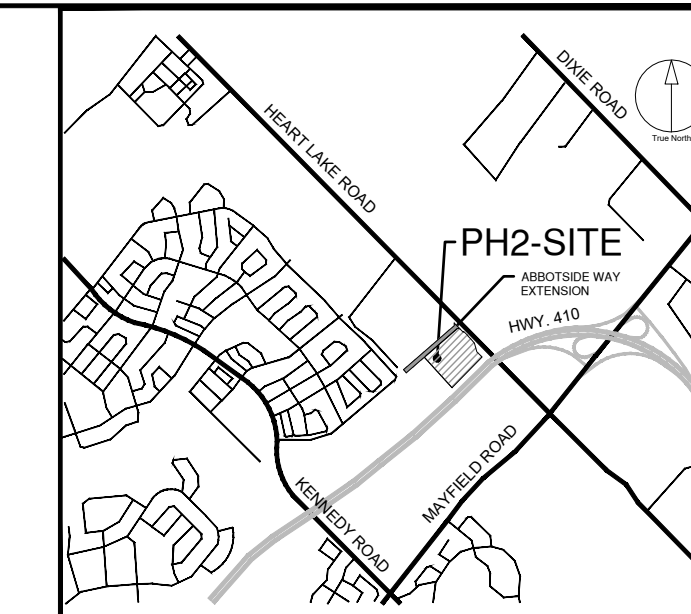 DIXIE ROAD
True North
HEART LAKE ROAD
PH2-SITE
ABBOTSIDE WAY
EXTENSION
HWY. 410
MAYFIELD ROAD
KENNEDY ROAD